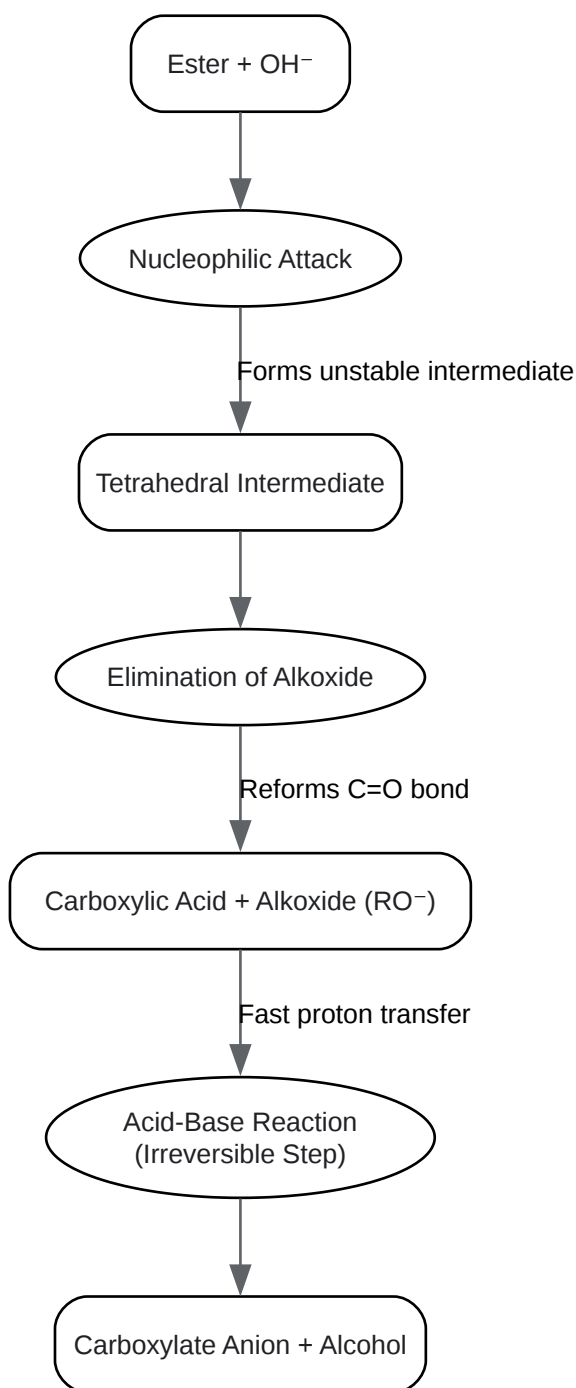 Ester + OH⁻
Nucleophilic Attack
Forms unstable intermediate
Tetrahedral Intermediate
Elimination of Alkoxide
Reforms C=O bond
Carboxylic Acid + Alkoxide (RO⁻)
Fast proton transfer
Acid-Base Reaction
(Irreversible Step)
Carboxylate Anion + Alcohol